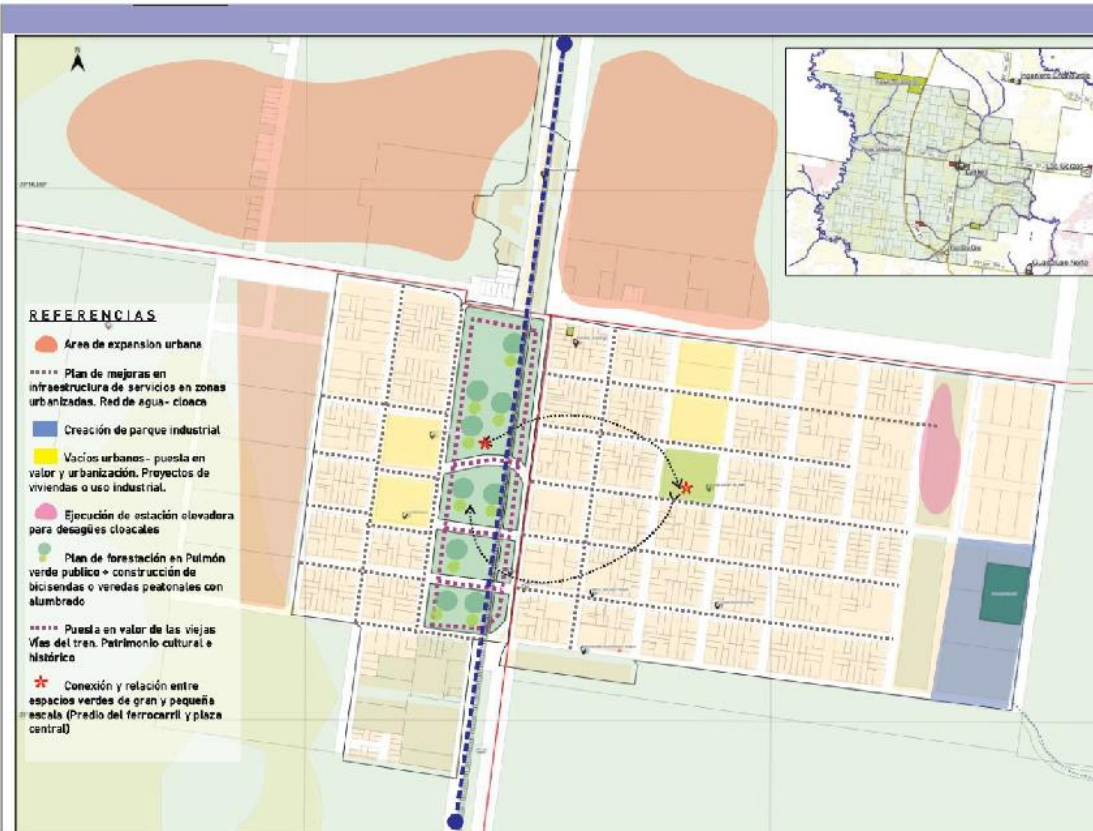 N
REFERENCIAS
Area de expansion urbana
Plan de mejoras en
infraestructura de servicios en zonas
urbanizadas. Red de agua- cloaca
Creación de parque industrial
Vacíos urbanos- puesta en
valor y urbanización. Proyectos de
viviendas o uso industrial.
Ejecución de estación elevadora
para desagües cloacales
Plan de forestación en Pulmón
verde publico + construcción de
bicisendas o veredas peatonales con
alumbrado
Puesta en valor de las viejas
Vías del tren. Patrimonio cultural e
histórico
Conexión y relación entre
espacios verdes de gran y pequeña
escala (Predio del ferrocarril y plaza
central)
Las Garzas
Guadalupe Norte